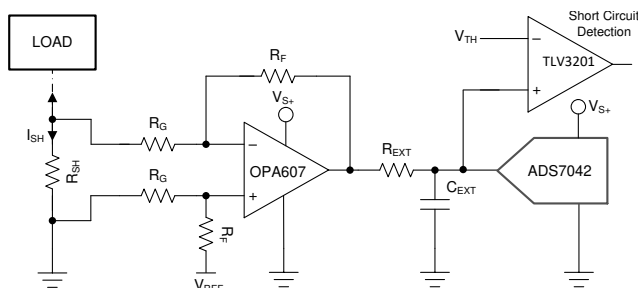 Short Circuit
Detection
LOAD
V_TH
TLV3201
R_F
V_S+
V_S+
I_SH
R_G
R_EXT
R_SH
OPA607
ADS7042
R_G
C_EXT
R_F
V_REF